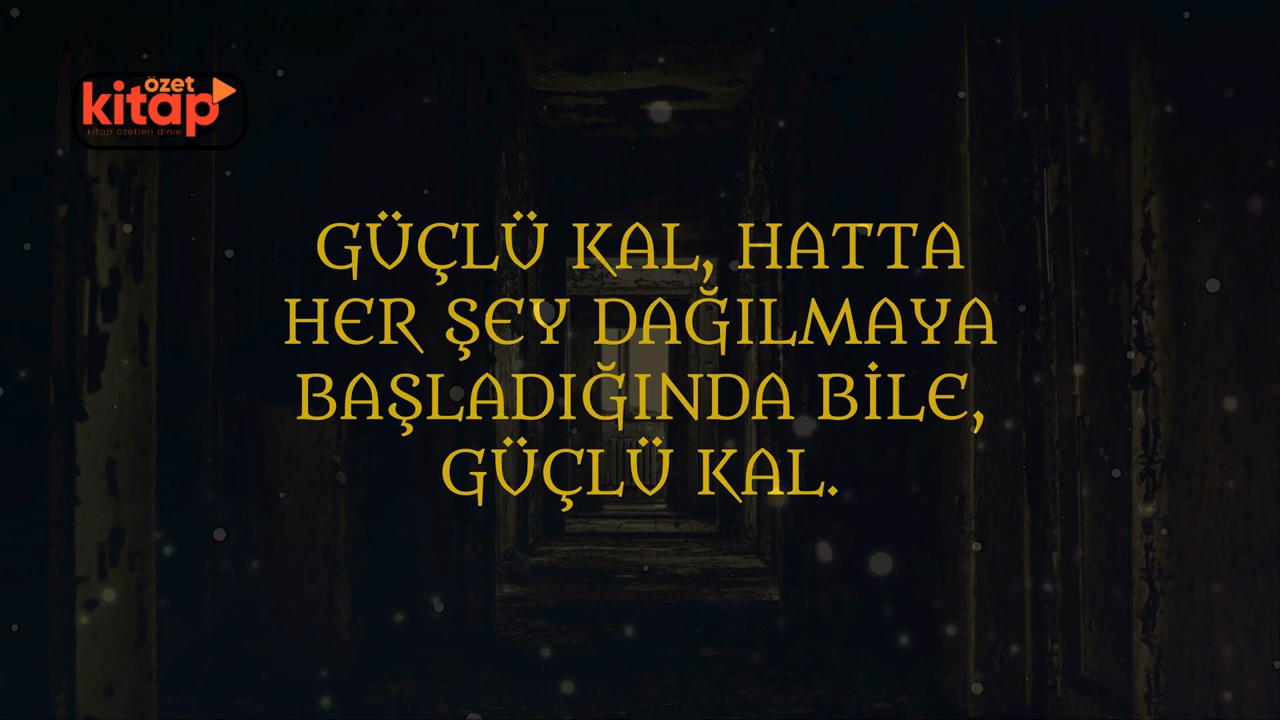 özet
kitap
kitap özetleri dinle
GÜÇLÜ KAL, HATTA
HER ŞEY DAĞILMAYA
BAŞLADIĞINDA BİLE,
GÜÇLÜ KAL.